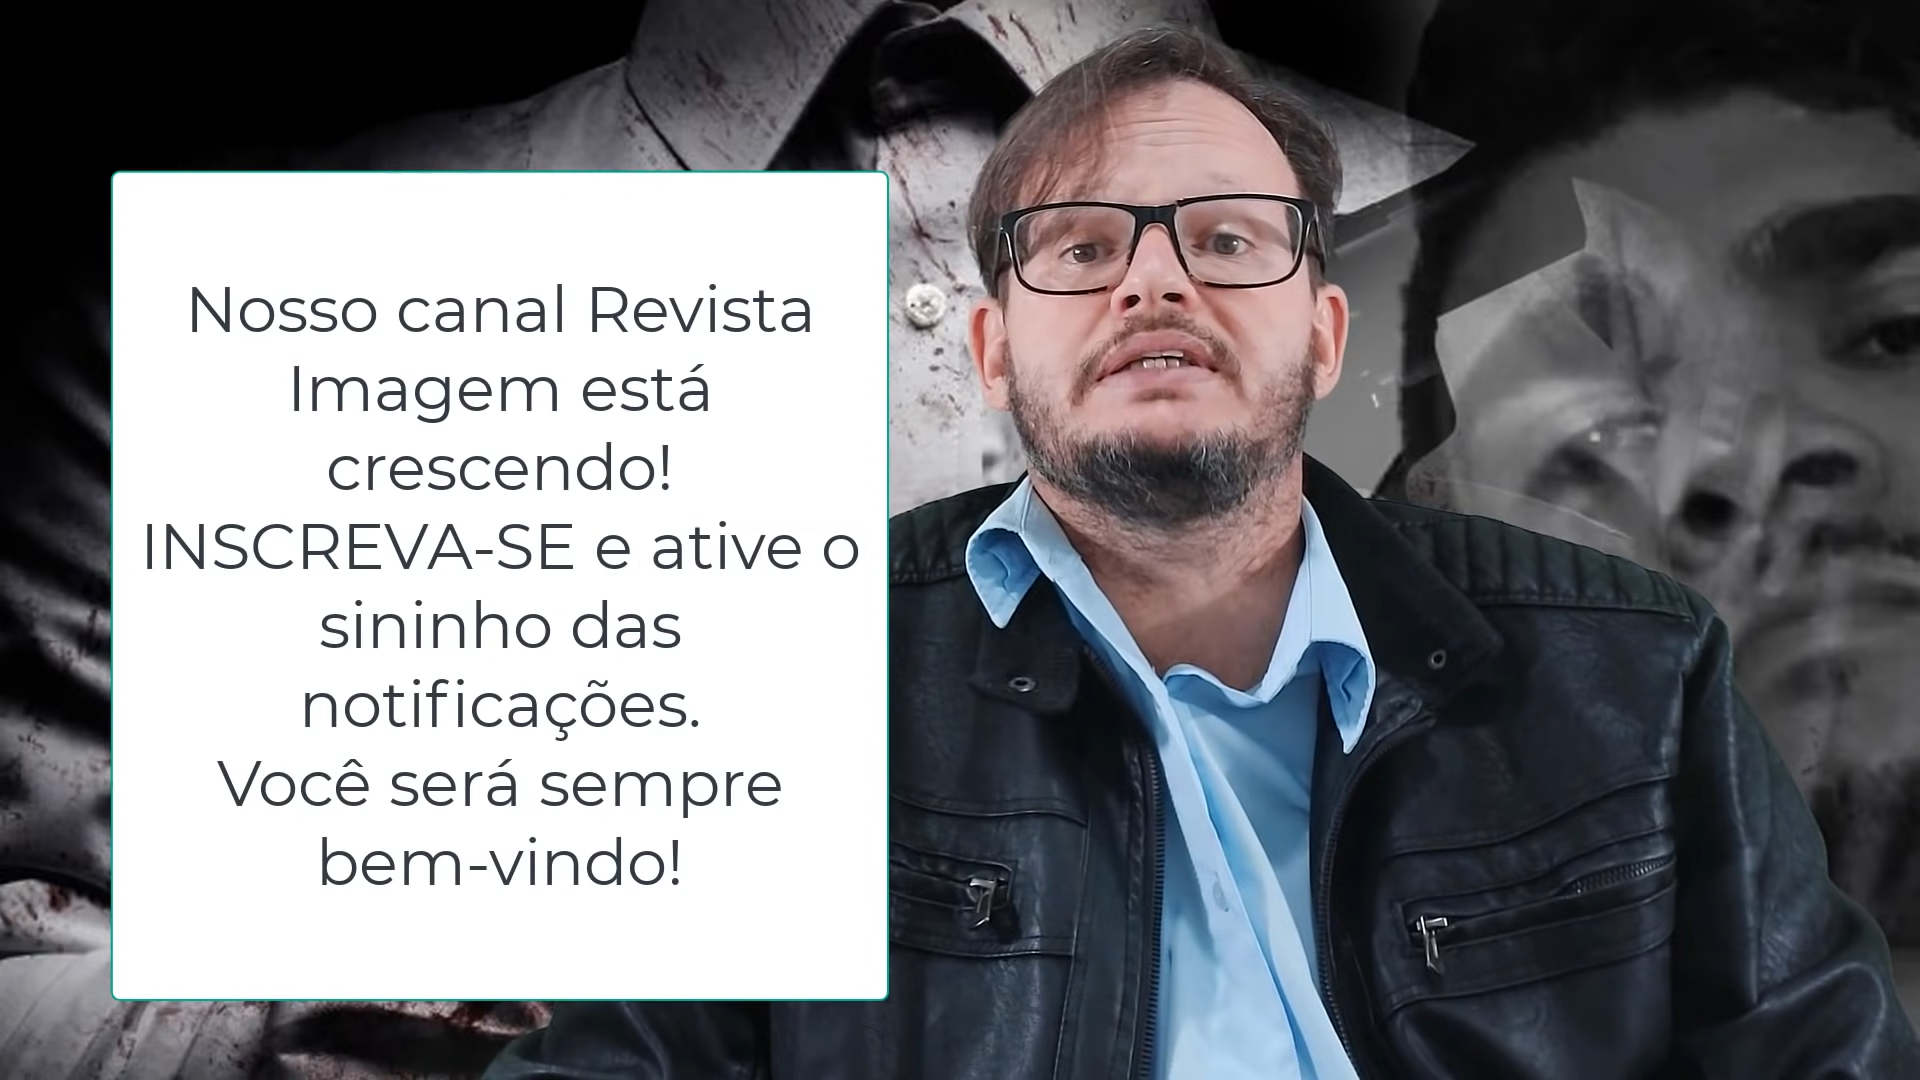 Nosso canal Revista
Imagem está
crescendo!
INSCREVA-SE e ative o
sininho das
notificações.
Você será sempre
bem-vindo!